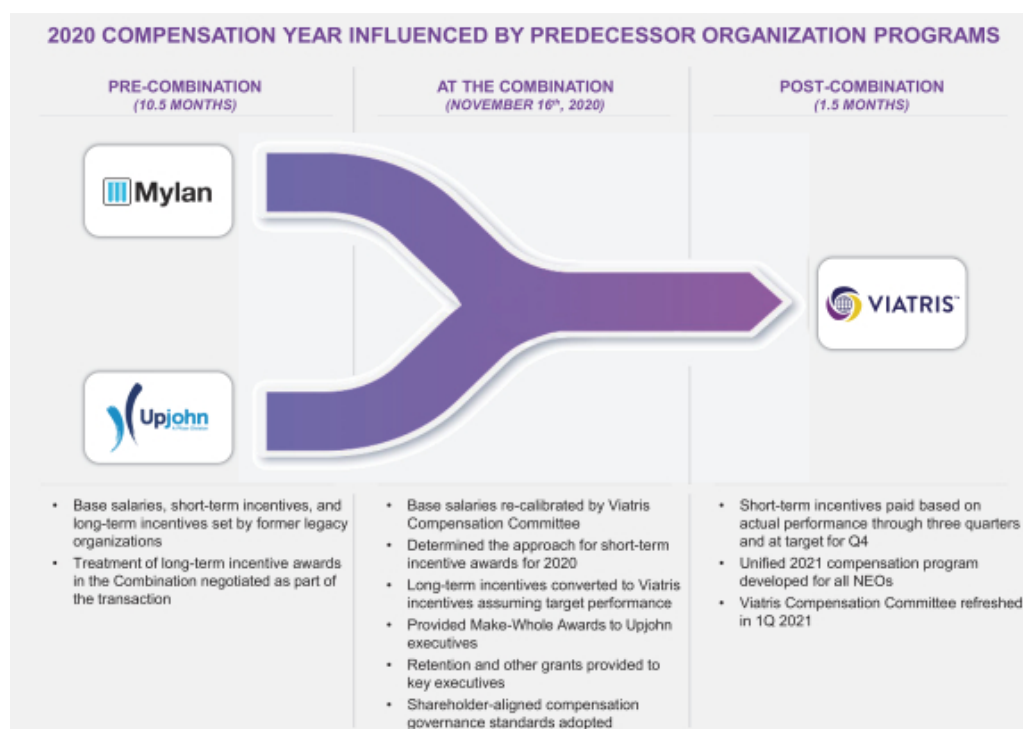 2020 COMPENSATION YEAR INFLUENCED BY PREDECESSOR ORGANIZATION PROGRAMS
PRE-COMBINATION
(10.5 MONTHS)
AT THE COMBINATION
(NOVEMBER 16th, 2020)
POST-COMBINATION
(1.5 MONTHS)
Mylan
Upjohn
VIATRIS™
• Base salaries, short-term incentives, and
long-term incentives set by former legacy
organizations
• Treatment of long-term incentive awards
in the Combination negotiated as part of
the transaction
• Base salaries re-calibrated by Viatris
Compensation Committee
• Determined the approach for short-term
incentive awards for 2020
• Long-term incentives converted to Viatris
incentives assuming target performance
• Provided Make-Whole Awards to Upjohn
executives
• Retention and other grants provided to
key executives
• Shareholder-aligned compensation
governance standards adopted
• Short-term incentives paid based on
actual performance through three quarters
and at target for Q4
• Unified 2021 compensation program
developed for all NEOs
• Viatris Compensation Committee refreshed
in 1Q 2021